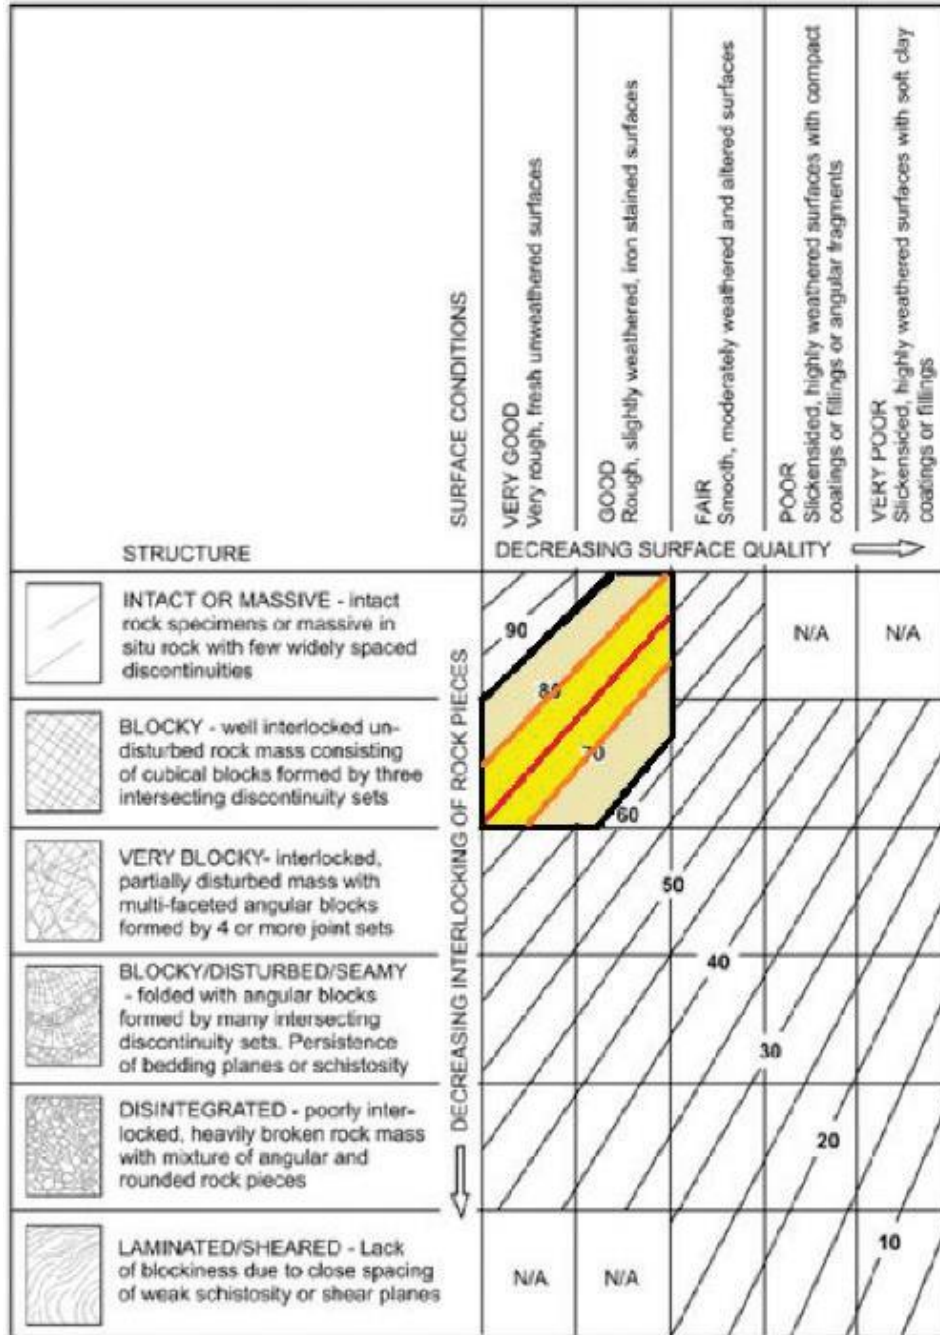 SURFACE CONDITIONS
VERY GOOD
Very rough, fresh unweathered surfaces
GOOD
Rough, slightly weathered, iron stained surfaces
FAIR
Smooth, moderately weathered and altered surfaces
POOR
Slickensided, highly weathered surfaces with compact
coatings or fillings or angular fragments
VERY POOR
Slickensided, highly weathered surfaces with soft clay
coatings or fillings
STRUCTURE
DECREASING SURFACE QUALITY
DECREASING INTERLOCKING OF ROCK PIECES
INTACT OR MASSIVE - intact
rock specimens or massive in
situ rock with few widely spaced
discontinuities
90
N/A
N/A
80
BLOCKY - well interlocked un-
disturbed rock mass consisting
of cubical blocks formed by three
intersecting discontinuity sets
70
60
VERY BLOCKY- interlocked,
partially disturbed mass with
multi-faceted angular blocks
formed by 4 or more joint sets
50
BLOCKY/DISTURBED/SEAMY
- folded with angular blocks
formed by many intersecting
discontinuity sets. Persistence
of bedding planes or schistosity
40
30
DISINTEGRATED - poorly inter-
locked, heavily broken rock mass
with mixture of angular and
rounded rock pieces
20
LAMINATED/SHEARED - Lack
of blockiness due to close spacing
of weak schistosity or shear planes
N/A
N/A
10